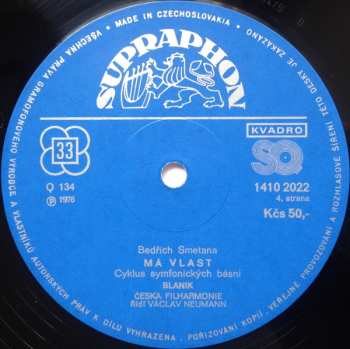 MADE IN CZECHOSLOVAKIA • VŠECHNA PRÁVA GRAMOFONOVÉHO VÝROBCE A VLASTNÍKŮ AUTORSKÝCH PRÁV K DÍLU VYHRAZENA. POŘIZOVÁNÍ KOPIÍ, VEŘEJNÉ PROVOZOVÁNÍ A ROZHLASOVÉ ŠÍŘENÍ TÉTO DESKY JE ZAKÁZÁNO
SUPRAPHON
KVADRO
33
SQ
Q 134
1410 2022
Ⓟ 1976
4. strana
Kčs 50,-
Bedřich Smetana
MÁ VLAST
Cyklus symfonických básní
BLANÍK
ČESKÁ FILHARMONIE
Řídí VÁCLAV NEUMANN